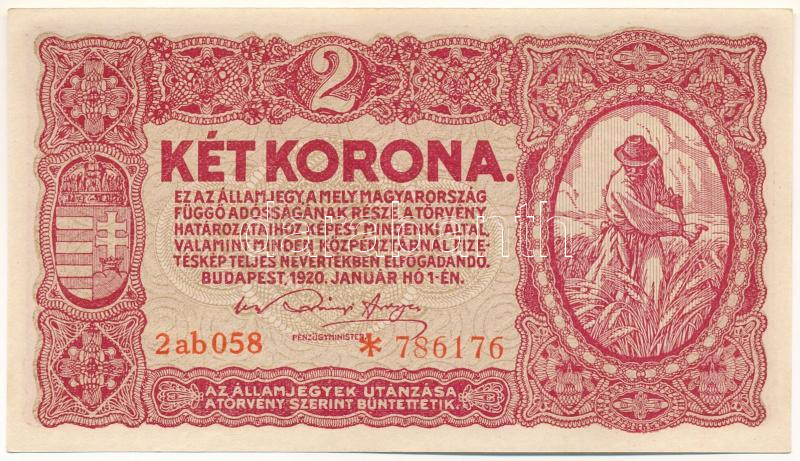 2
KÉT KORONA.
EZ AZ ÁLLAMJEGY, A MELY MAGYARORSZÁG
FÜGGŐ ADÓSSÁGÁNAK RÉSZE, A TÖRVÉNY
HATÁROZATAIHOZ KÉPEST MINDENKI ÁLTAL,
VALAMINT MINDEN KÖZPÉNZTÁRNÁL FIZE-
TÉSKÉP TELJES NÉVÉRTÉKBEN ELFOGADANDÓ.
BUDAPEST, 1920. JANUÁR HÓ 1-ÉN.
PÉNZÜGYMINISTER
2 ab 058 * 786176
AZ ÁLLAMJEGYEK UTÁNZÁSA
A TÖRVÉNY SZERINT BÜNTETTETIK.